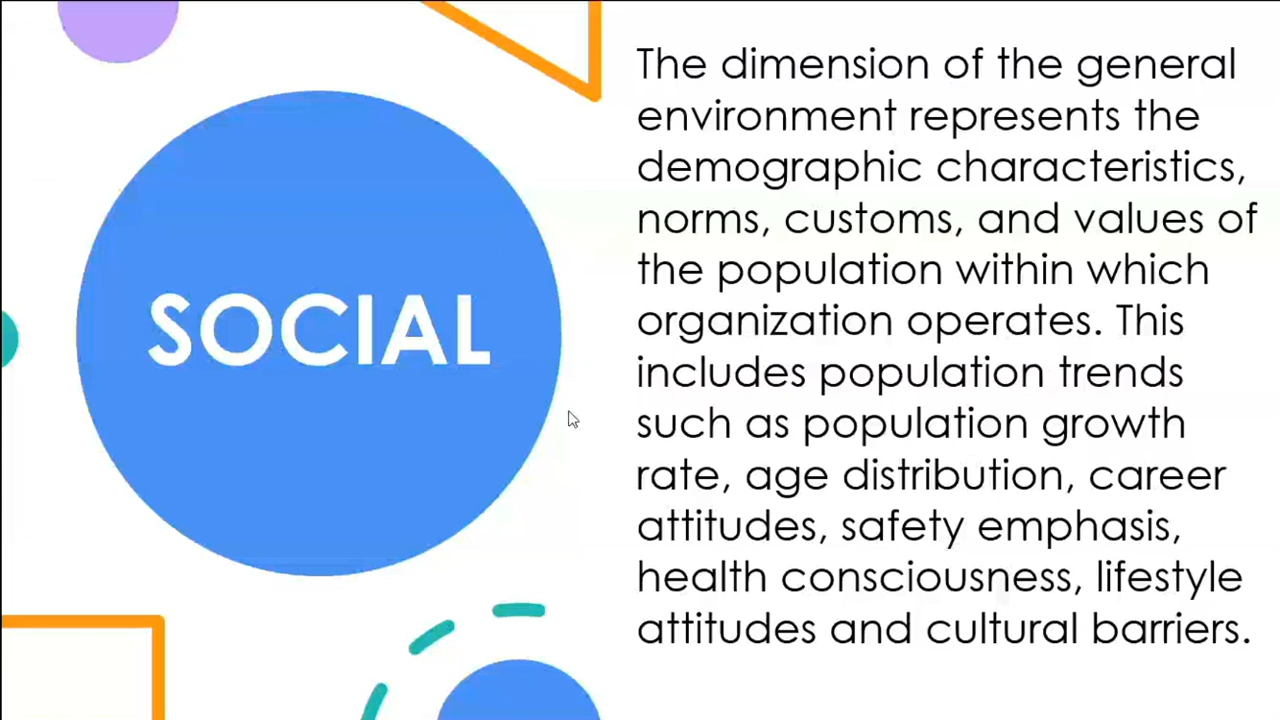 SOCIAL
The dimension of the general
environment represents the
demographic characteristics,
norms, customs, and values of
the population within which
organization operates. This
includes population trends
such as population growth
rate, age distribution, career
attitudes, safety emphasis,
health consciousness, lifestyle
attitudes and cultural barriers.